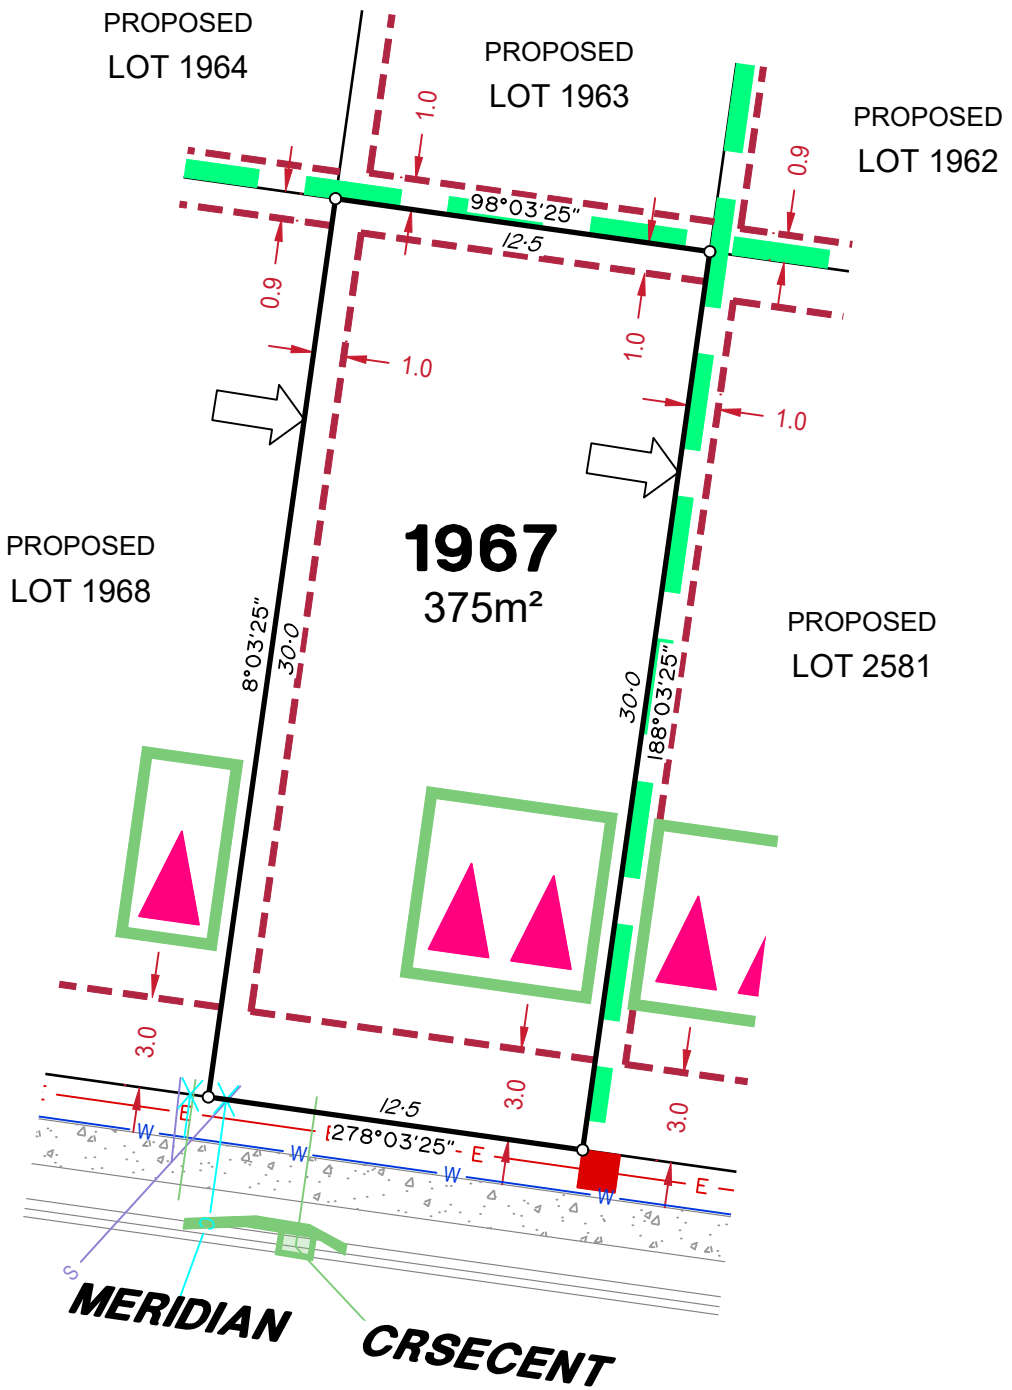 PROPOSED
LOT 1964
PROPOSED
LOT 1963
PROPOSED
LOT 1962
1.0
0.9
98°03'25"
12·5
0.9
1.0
1.0
1.0
PROPOSED
LOT 1968
1967
375m²
PROPOSED
LOT 2581
8°03'25"
30·0
30·0
188°03'25"
3.0
3.0
3.0
12·5
278°03'25"
E
E
E
W
W
W
W
S
MERIDIAN
CRSECENT